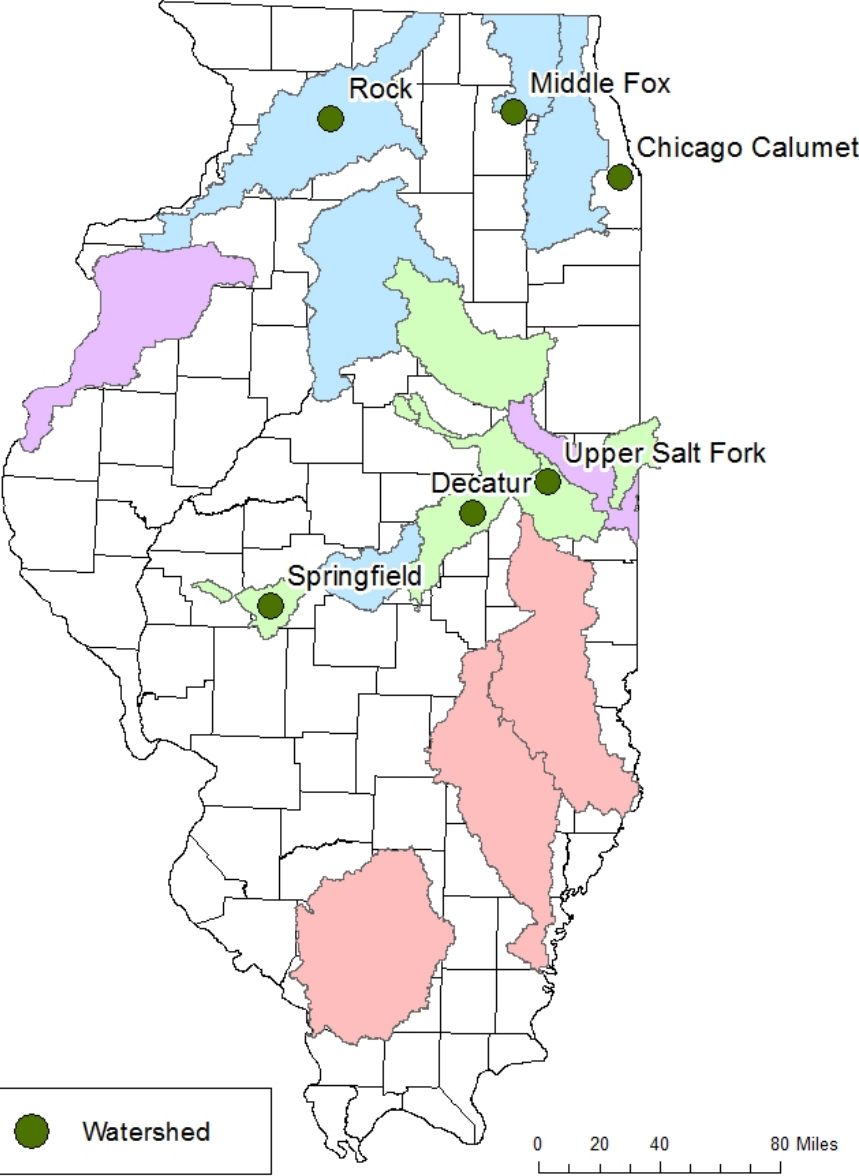 Rock
Middle Fox
Chicago Calumet
Upper Salt Fork
Decatur
Springfield
Watershed
0 20 40 80 Miles